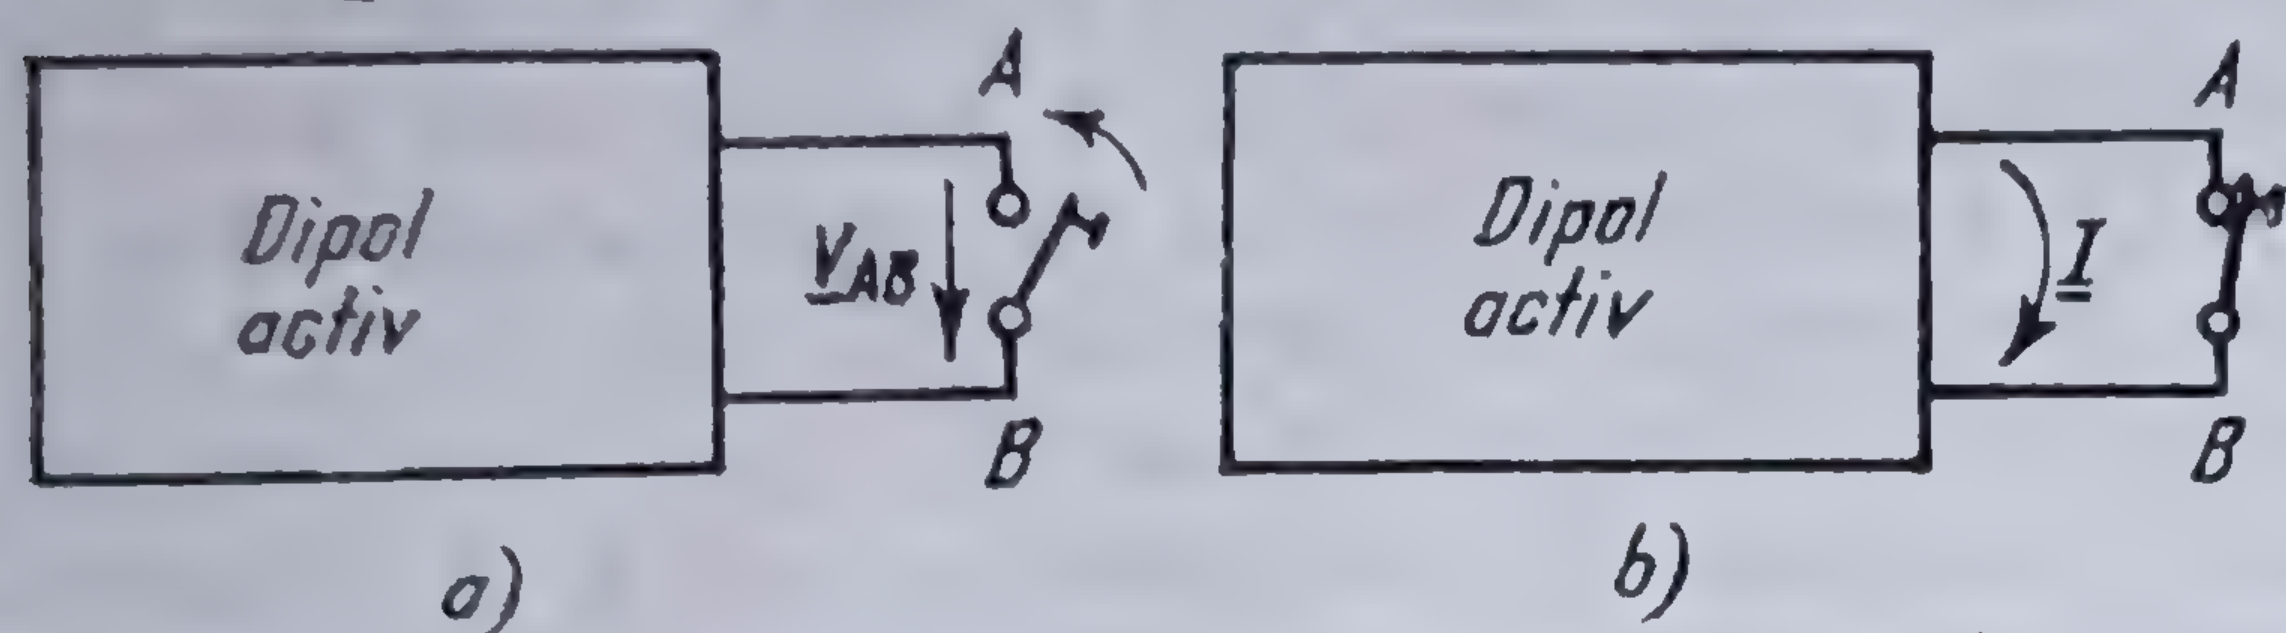 Dipol
activ
V_AB
A
B
a)
Dipol
activ
I
A
B
b)